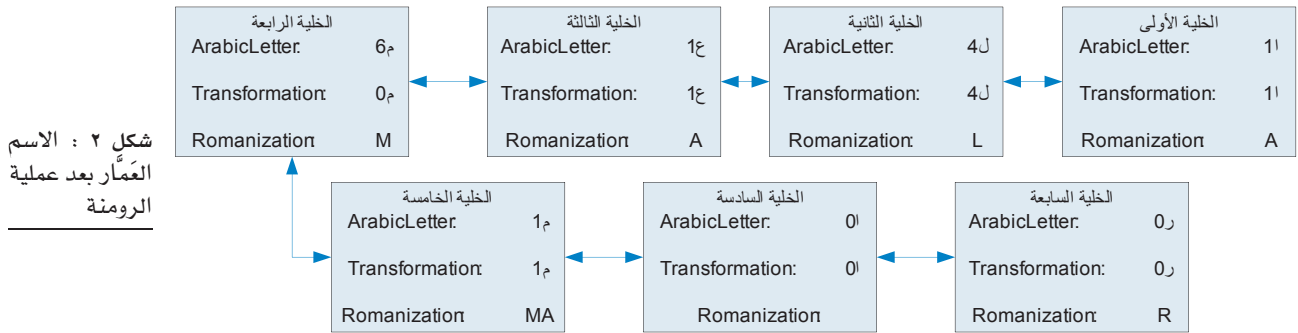 الخلية الأولى
ArabicLetter: ا1
Transformation: ا1
Romanization A
الخلية الثانية
ArabicLetter: ل4
Transformation: ل4
Romanization L
الخلية الثالثة
ArabicLetter: ع1
Transformation: ع1
Romanization A
الخلية الرابعة
ArabicLetter: م6
Transformation م0
Romanization M
الخلية الخامسة
ArabicLetter: م1
Transformation م1
Romanization MA
الخلية السادسة
ArabicLetter: ا0
Transformation: ا0
Romanization
الخلية السابعة
ArabicLetter: ر0
Transformation: ر0
Romanization R
شكل ٢ : الاسم
العَمَّار بعد عملية
الرومنة